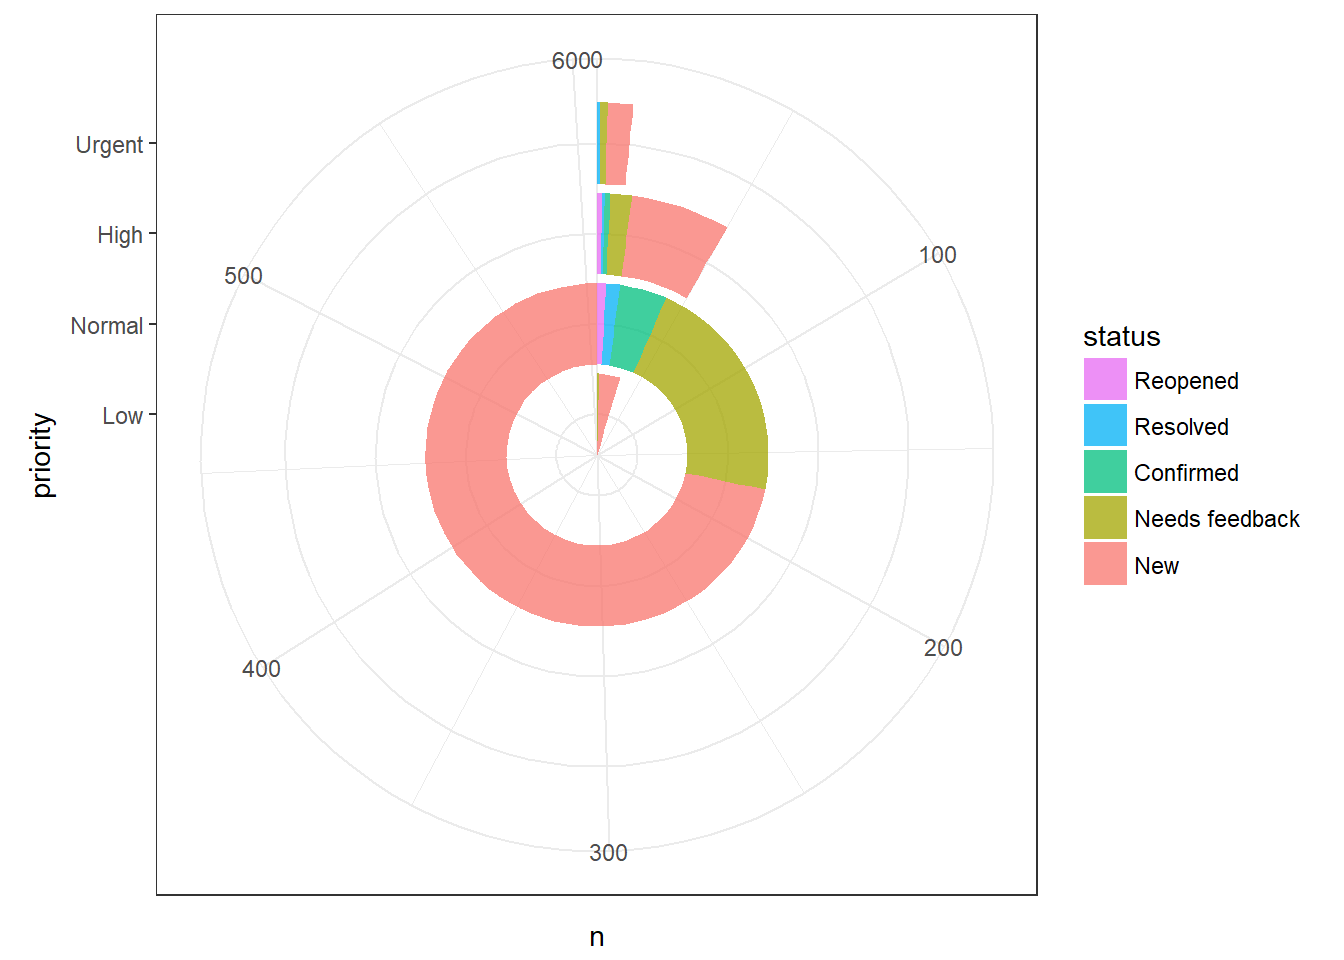 6000
Urgent
High
100
500
Normal
Low
priority
400
200
300
n
status
Reopened
Resolved
Confirmed
Needs feedback
New